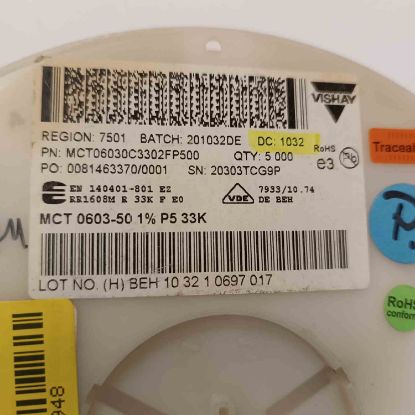 VISHAY
REGION: 7501 BATCH: 201032DE DC: 1032
PN: MCT06030C3302FP500 QTY: 5 000
RoHS
e3
PO: 0081463370/0001 SN: 20303TCG9P
EN 140401-801 EZ
RR1608M R 33K F E0
VDE
7933/10.74
DE BEH
MCT 0603-50 1% P5 33K
LOT NO. (H) BEH 10 32 1 0697 017
Traceab
RoHS
conform
948